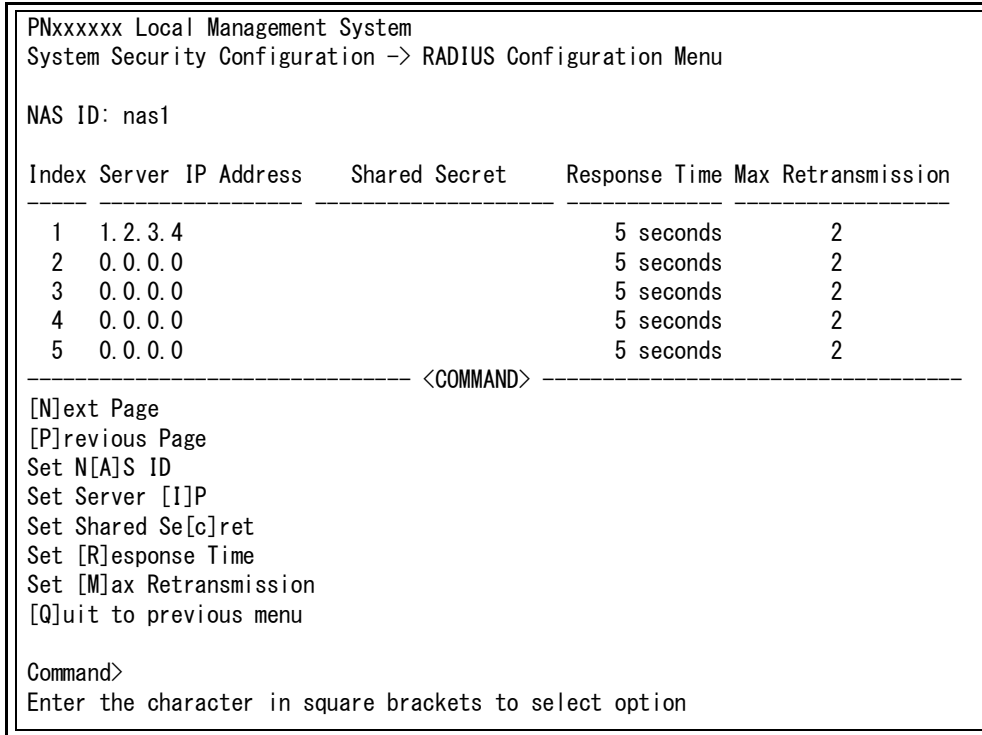 PNxxxxxx Local Management System
System Security Configuration -> RADIUS Configuration Menu
NAS ID: nas1
Index Server IP Address    Shared Secret     Response Time Max Retransmission
----- ----------------- -------------------- ------------- ------------------
  1   1.2.3.4                                    5 seconds         2
  2   0.0.0.0                                    5 seconds         2
  3   0.0.0.0                                    5 seconds         2
  4   0.0.0.0                                    5 seconds         2
  5   0.0.0.0                                    5 seconds         2
-------------------------------- <COMMAND> -----------------------------------
[N]ext Page
[P]revious Page
Set N[A]S ID
Set Server [I]P
Set Shared Se[c]ret
Set [R]esponse Time
Set [M]ax Retransmission
[Q]uit to previous menu
Command>
Enter the character in square brackets to select option